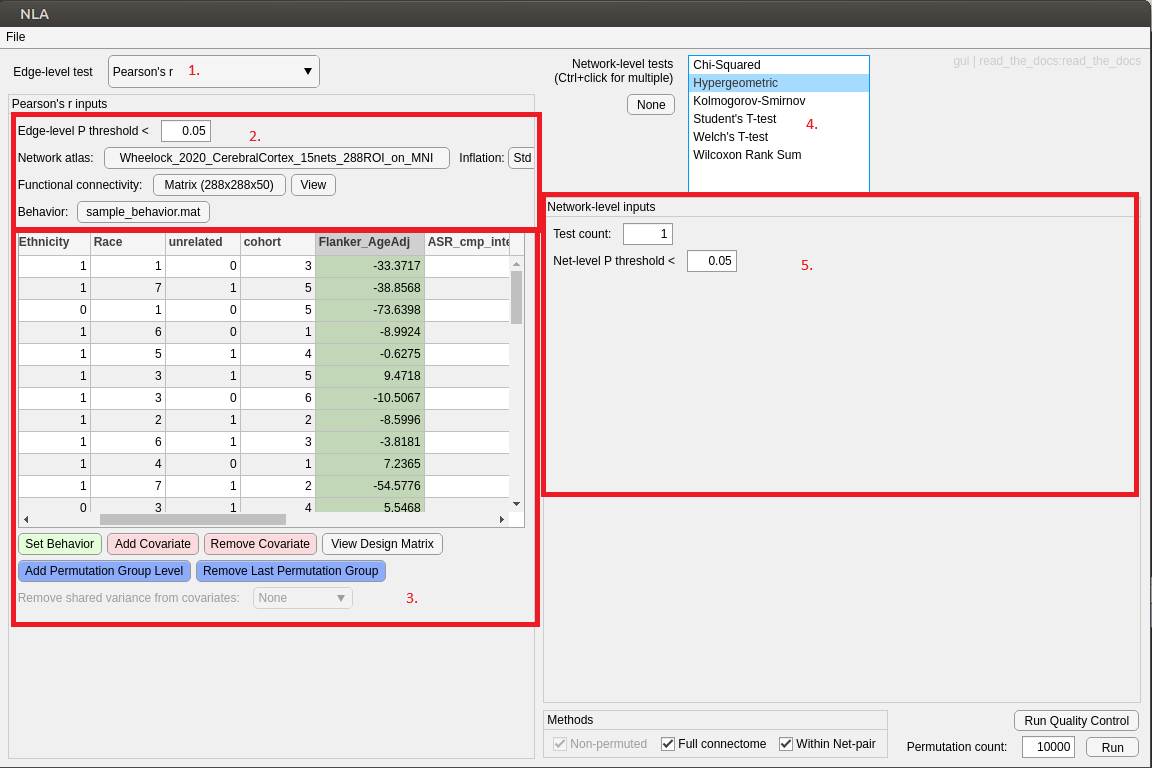 NLA
File
Edge-level test Pearson's r 1.
Pearson's r inputs
Edge-level P threshold < 0.05 2.
Network atlas: Wheelock_2020_CerebralCortex_15nets_288ROI_on_MNI Inflation: Std
Functional connectivity: Matrix (288x288x50) View
Behavior: sample_behavior.mat
Ethnicity Race unrelated cohort Flanker_AgeAdj ASR_cmp_inte
1 1 0 3 -33.3717
1 7 1 5 -38.8568
0 1 0 5 -73.6398
1 6 0 1 -8.9924
1 5 1 4 -0.6275
1 3 1 5 9.4718
1 3 0 6 -10.5067
1 2 1 2 -8.5996
1 6 1 3 -3.8181
1 4 0 1 7.2365
1 7 1 2 -54.5776
0 3 1 4 5.5468
Set Behavior Add Covariate Remove Covariate View Design Matrix
Add Permutation Group Level Remove Last Permutation Group
Remove shared variance from covariates: None 3.
Network-level tests
(Ctrl+click for multiple)
None
Chi-Squared
Hypergeometric
Kolmogorov-Smirnov
Student's T-test
Welch's T-test
Wilcoxon Rank Sum
4.
gui | read_the_docs:read_the_docs
Network-level inputs
Test count: 1
Net-level P threshold < 0.05 5.
Methods
Non-permuted Full connectome Within Net-pair
Run Quality Control
Permutation count: 10000 Run